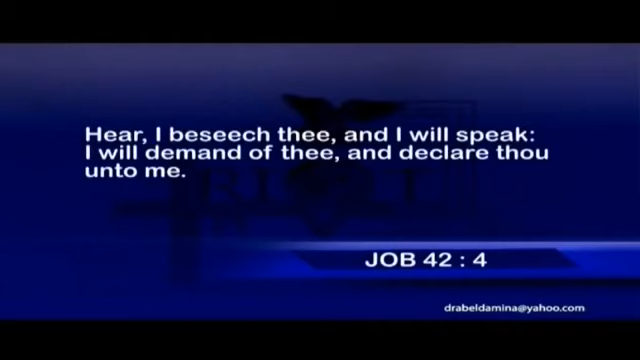 Hear, I beseech thee, and I will speak:
I will demand of thee, and declare thou
unto me.
JOB 42 : 4
drabeldamina@yahoo.com